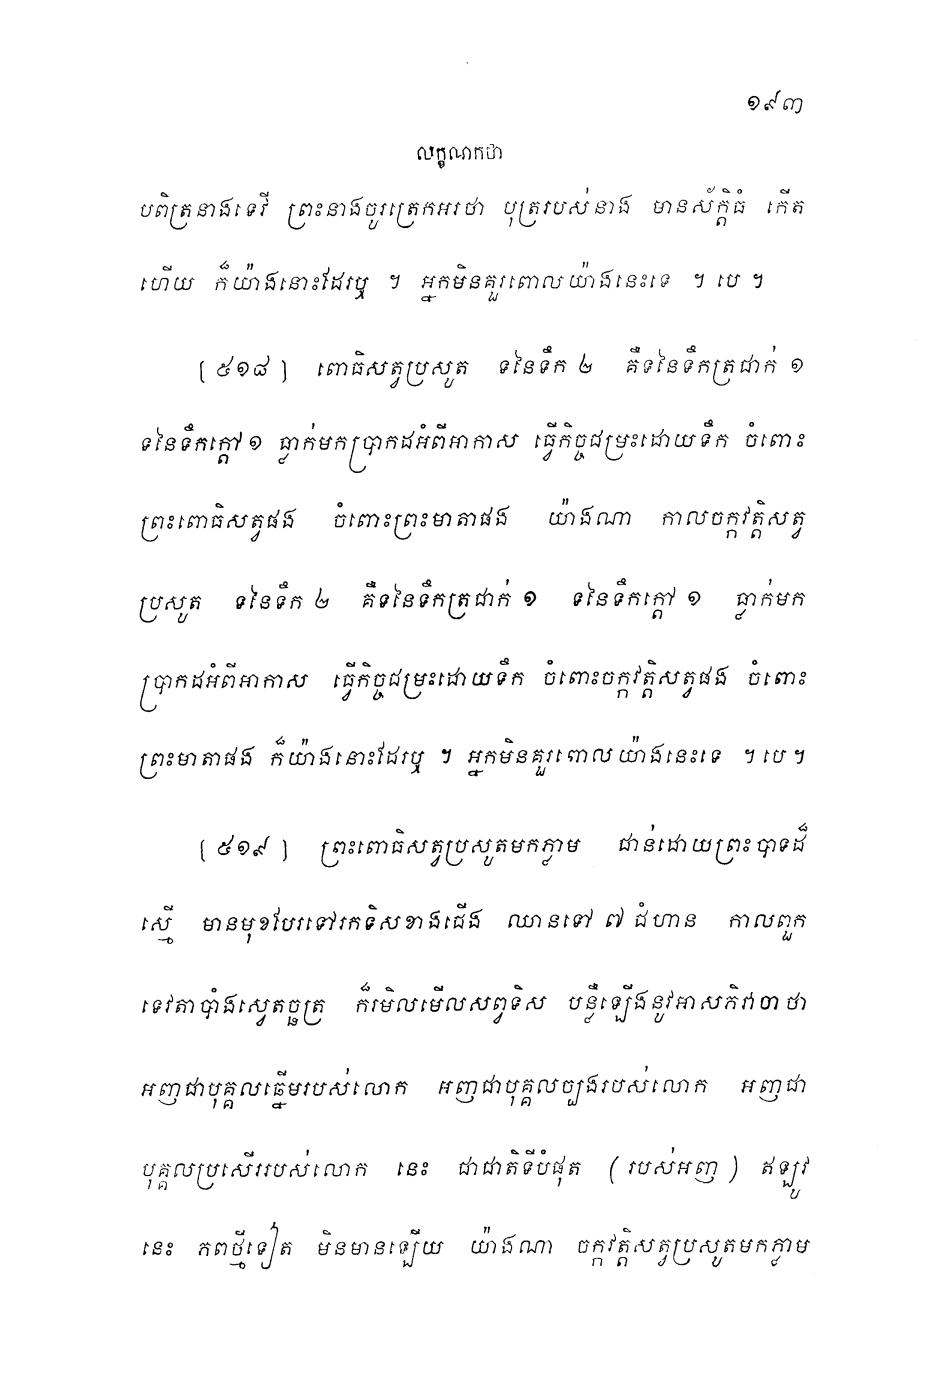 ១៩៣
លក្ខណកថា
បពិត្រនាងទេវី ព្រះនាងចូរត្រេកអរថា បុត្ររបស់នាង មានស័ក្តិធំ កើត
ហើយ ក៏យ៉ាងនោះដែរឬ ។ អ្នកមិនគួរពោលយ៉ាងនេះទេ ។ បេ ។
[ ៥១៨ ] ពោធិសត្វប្រសូត ទនៃទឹក ២ គឺទនៃទឹកត្រជាក់ ១
ទនៃទឹកក្តៅ ១ ធ្លាក់មកប្រាកដអំពីអាកាស ធ្វើកិច្ចជម្រះដោយទឹក ចំពោះ
ព្រះពោធិសត្វផង ចំពោះព្រះមាតាផង យ៉ាងណា កាលចក្កវត្តិសត្វ
ប្រសូត ទនៃទឹក ២ គឺទនៃទឹកត្រជាក់ ១ ទនៃទឹកក្តៅ ១ ធ្លាក់មក
ប្រាកដអំពីអាកាស ធ្វើកិច្ចជម្រះដោយទឹក ចំពោះចក្កវត្តិសត្វផង ចំពោះ
ព្រះមាតាផង ក៏យ៉ាងនោះដែរឬ ។ អ្នកមិនគួរពោលយ៉ាងនេះទេ ។ បេ ។
[ ៥១៩ ] ព្រះពោធិសត្វប្រសូតមកភ្លាម ជាន់ដោយព្រះបាទដ៏
ស្មើ មានមុខបែរទៅរកទិសខាងជើង ឈានទៅ ៧ ជំហាន កាលពួក
ទេវតាបាំងស្វេតច្ឆត្រ ក៏រមិលមើលសព្វទិស បន្លឺឡើងនូវអាសភិវាចាថា
អញជាបុគ្គលឆ្នើមរបស់លោក អញជាបុគ្គលច្បងរបស់លោក អញជា
បុគ្គលប្រសើររបស់លោក នេះ ជាជាតិទីបំផុត ( របស់អញ ) ឥឡូវ
នេះ ភពថ្មីទៀត មិនមានឡើយ យ៉ាងណា ចក្កវត្តិសត្វប្រសូតមកភ្លាម